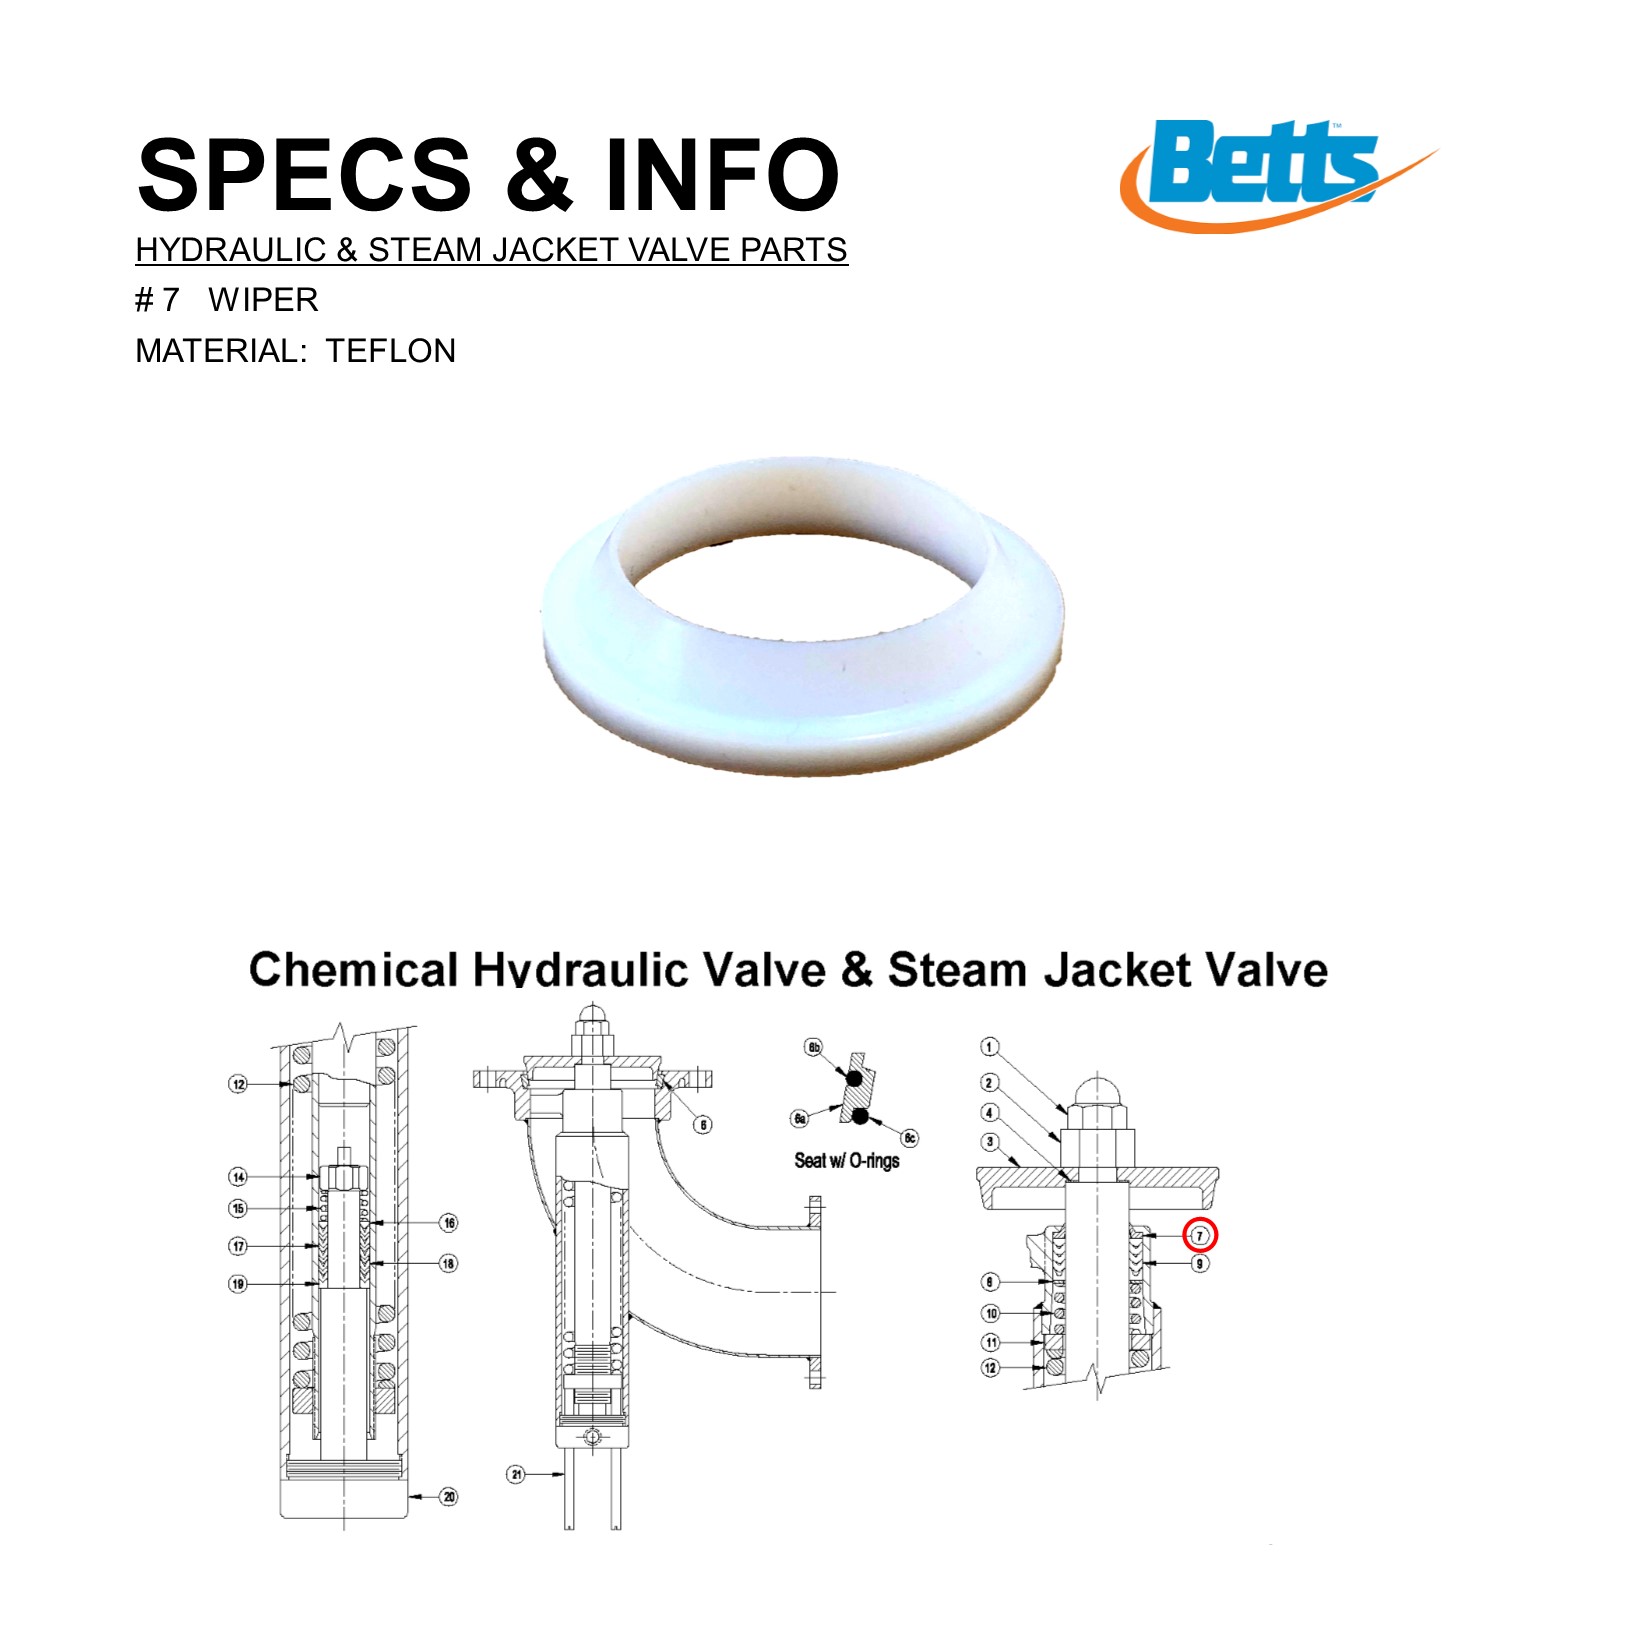 SPECS & INFO
Betts™
HYDRAULIC & STEAM JACKET VALVE PARTS
# 7 WIPER
MATERIAL: TEFLON
Chemical Hydraulic Valve & Steam Jacket Valve
12
14
15
17
19
16
18
20
6
21
6b
6a
6c
Seat w/ O-rings
1
2
4
3
7
9
8
10
11
12